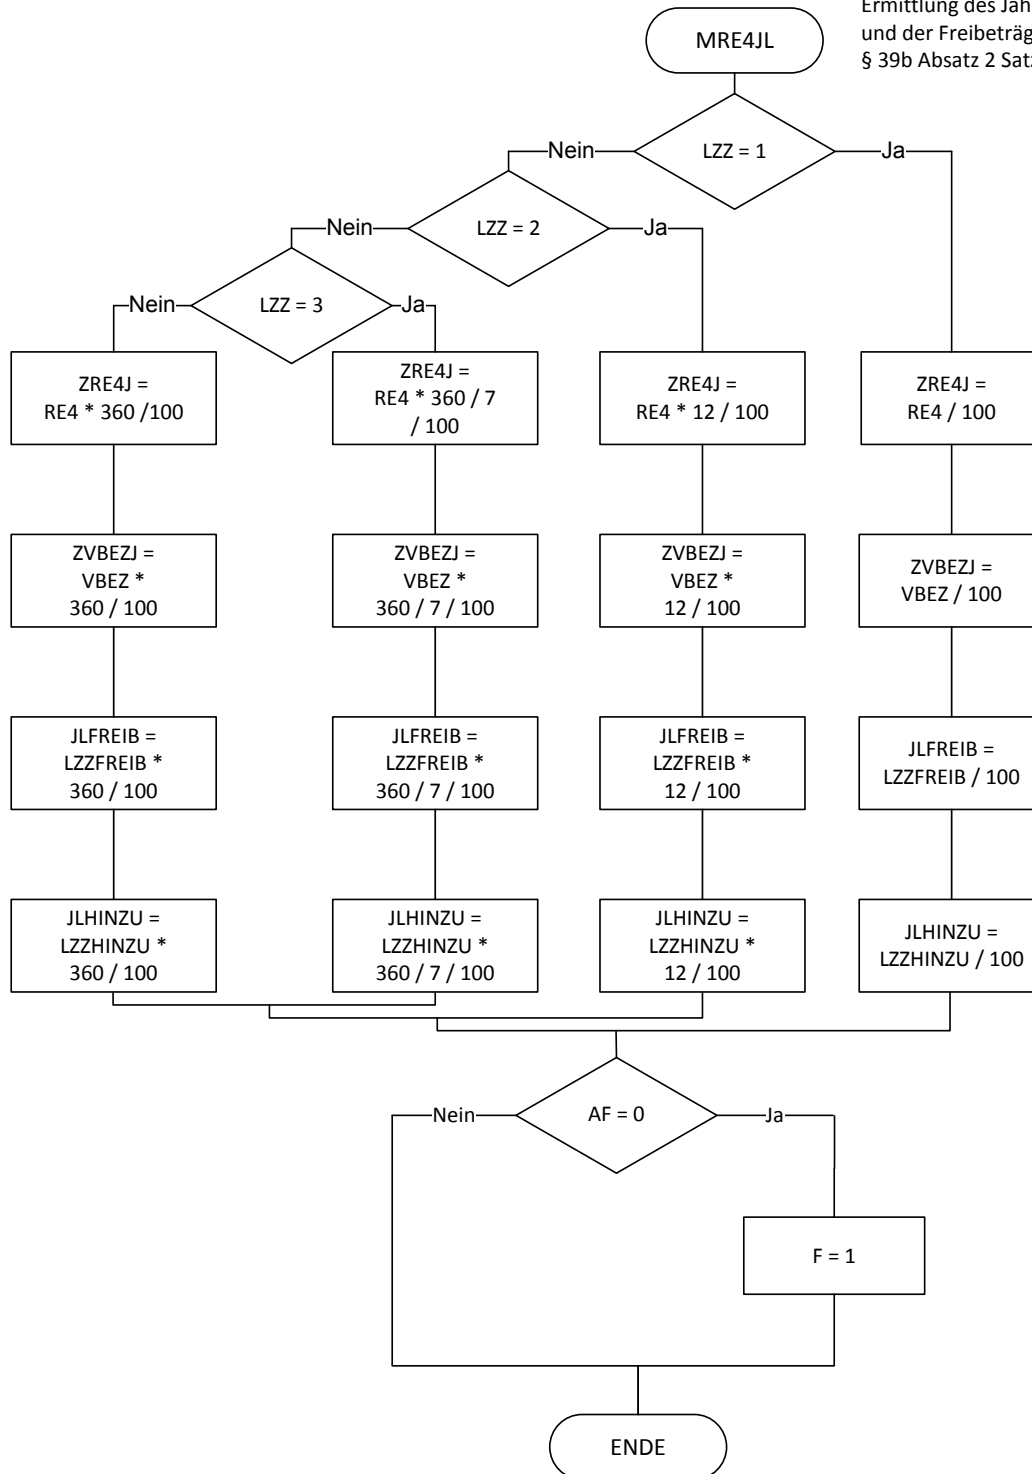 Ermittlung des Jah
und der Freibeträg
§ 39b Absatz 2 Satz
MRE4JL
LZZ = 1
Nein
Ja
LZZ = 2
Nein
Ja
LZZ = 3
Nein
Ja
ZRE4J =
RE4 * 360 /100
ZRE4J =
RE4 * 360 / 7
/ 100
ZRE4J =
RE4 * 12 / 100
ZRE4J =
RE4 / 100
ZVBEZJ =
VBEZ *
360 / 100
ZVBEZJ =
VBEZ *
360 / 7 / 100
ZVBEZJ =
VBEZ *
12 / 100
ZVBEZJ =
VBEZ / 100
JLFREIB =
LZZFREIB *
360 / 100
JLFREIB =
LZZFREIB *
360 / 7 / 100
JLFREIB =
LZZFREIB *
12 / 100
JLFREIB =
LZZFREIB / 100
JLHINZU =
LZZHINZU *
360 / 100
JLHINZU =
LZZHINZU *
360 / 7 / 100
JLHINZU =
LZZHINZU *
12 / 100
JLHINZU =
LZZHINZU / 100
AF = 0
Nein
Ja
F = 1
ENDE